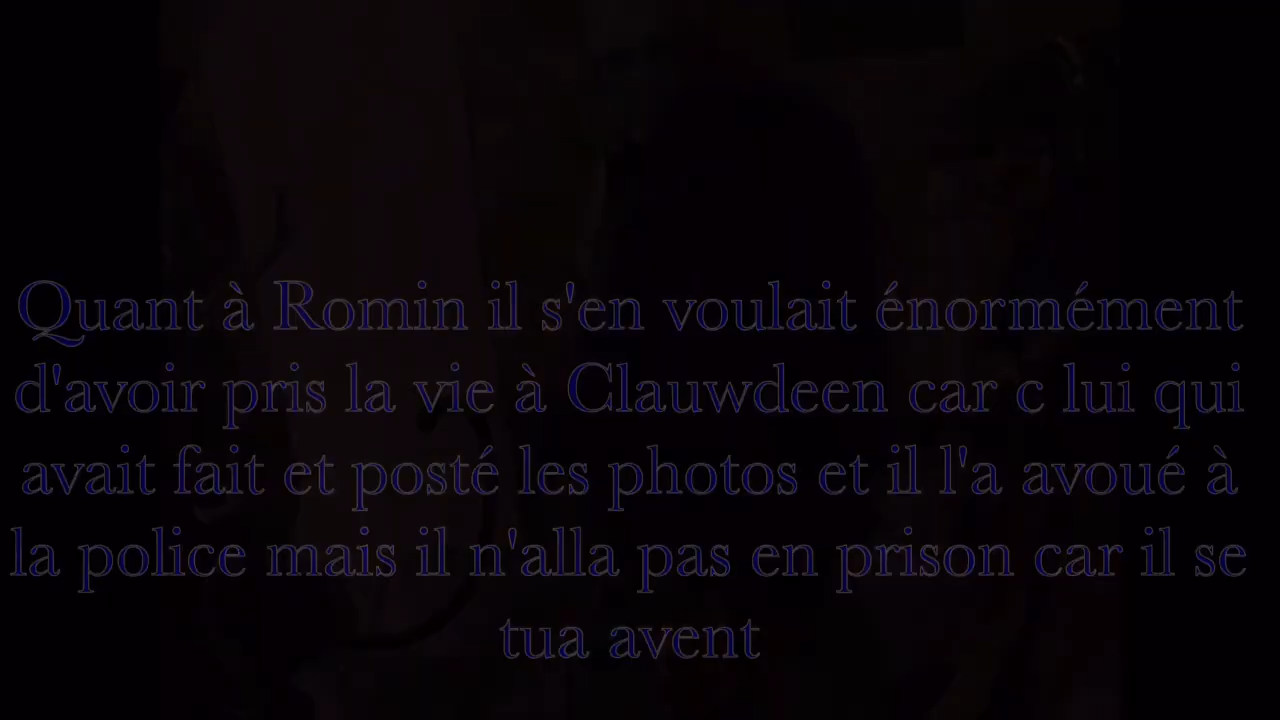 Quant à Romin il s'en voulait énormément
d'avoir pris la vie à Clauwdeen car c lui qui
avait fait et posté les photos et il l'a avoué à
la police mais il n'alla pas en prison car il se
tua avent